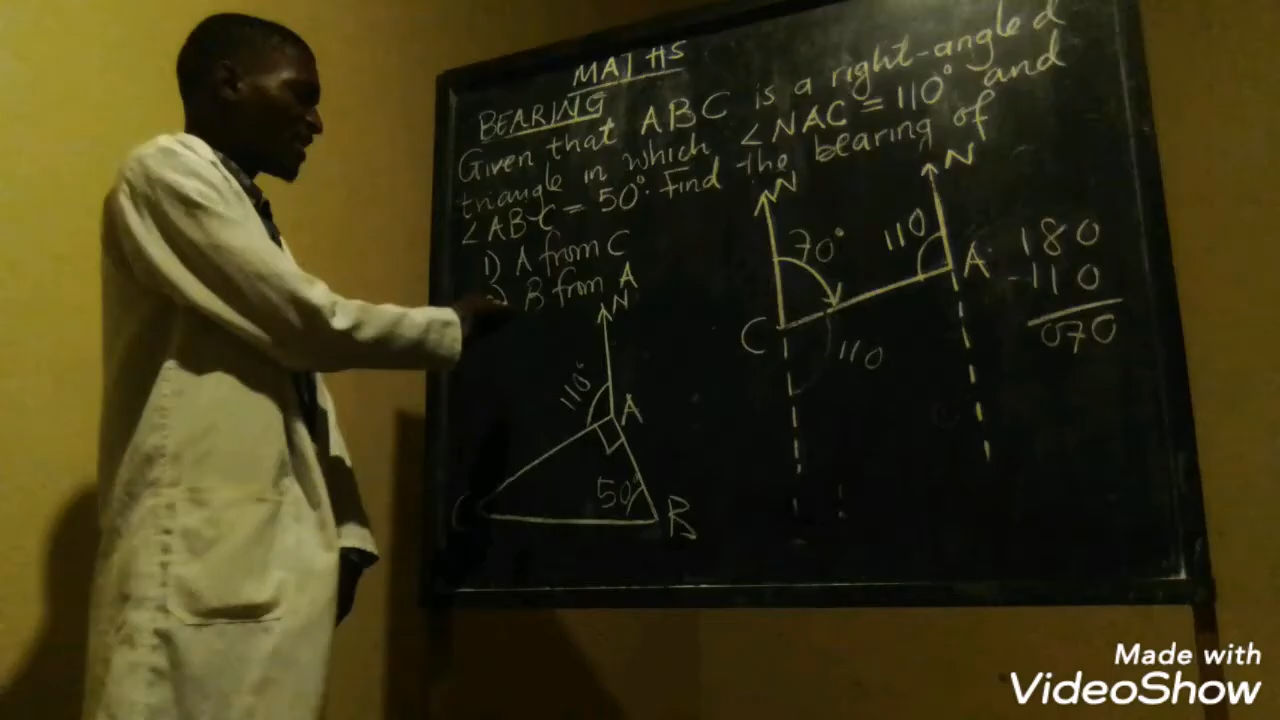 MATHS
BEARING
Given that ABC is a right-angled
triangle in which ∠NAC = 110° and
∠ABC = 50°. Find the bearing of
1) A from C
B from A
N
110°
A
50°
C
B
N
N
70°
110
A
C
110
180
-110
070
Made with
VideoShow